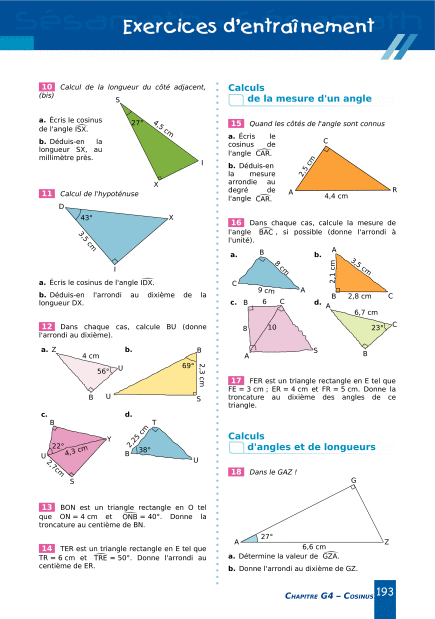 Exercices d'entraînement
10 Calcul de la longueur du côté adjacent,
(bis)
a. Écris le cosinus
de l'angle ISX.
b. Déduis-en la
longueur SX, au
millimètre près.
S
27°
4,5 cm
I
X
11 Calcul de l'hypoténuse
D
43°
X
3,5 cm
I
a. Écris le cosinus de l'angle IDX.
b. Déduis-en l'arrondi au dixième de la
longueur DX.
12 Dans chaque cas, calcule BU (donne
l'arrondi au dixième).
a. Z
4 cm
56°
U
B
b.
B
69°
2,3 cm
U
S
c.
B
Y
22°
4,3 cm
U
2,7cm
S
d.
T
2,25 cm
B
38°
U
13 BON est un triangle rectangle en O tel
que ON = 4 cm et ONB = 40°. Donne la
troncature au centième de BN.
14 TER est un triangle rectangle en E tel que
TR = 6 cm et TRE = 50°. Donne l'arrondi au
centième de ER.
Calculs
de la mesure d'un angle
15 Quand les côtés de l'angle sont connus
a. Écris le
cosinus de
l'angle CAR.
b. Déduis-en
la mesure
arrondie au
degré de
l'angle CAR.
C
2,5 cm
A
4,4 cm
R
16 Dans chaque cas, calcule la mesure de
l'angle BAC, si possible (donne l'arrondi à
l'unité).
a.
B
8 cm
C
9 cm
A
b.
A
2,1 cm
3,5 cm
B
2,8 cm
C
c. B 6 C
8
10
A
S
d.
A
6,7 cm
23°
C
B
17 FER est un triangle rectangle en E tel que
FE = 3 cm ; ER = 4 cm et FR = 5 cm. Donne la
troncature au dixième des angles de ce
triangle.
Calculs
d'angles et de longueurs
18 Dans le GAZ !
G
27°
A
6,6 cm
Z
a. Détermine la valeur de GZA.
b. Donne l'arrondi au dixième de GZ.
CHAPITRE G4 – COSINUS 193